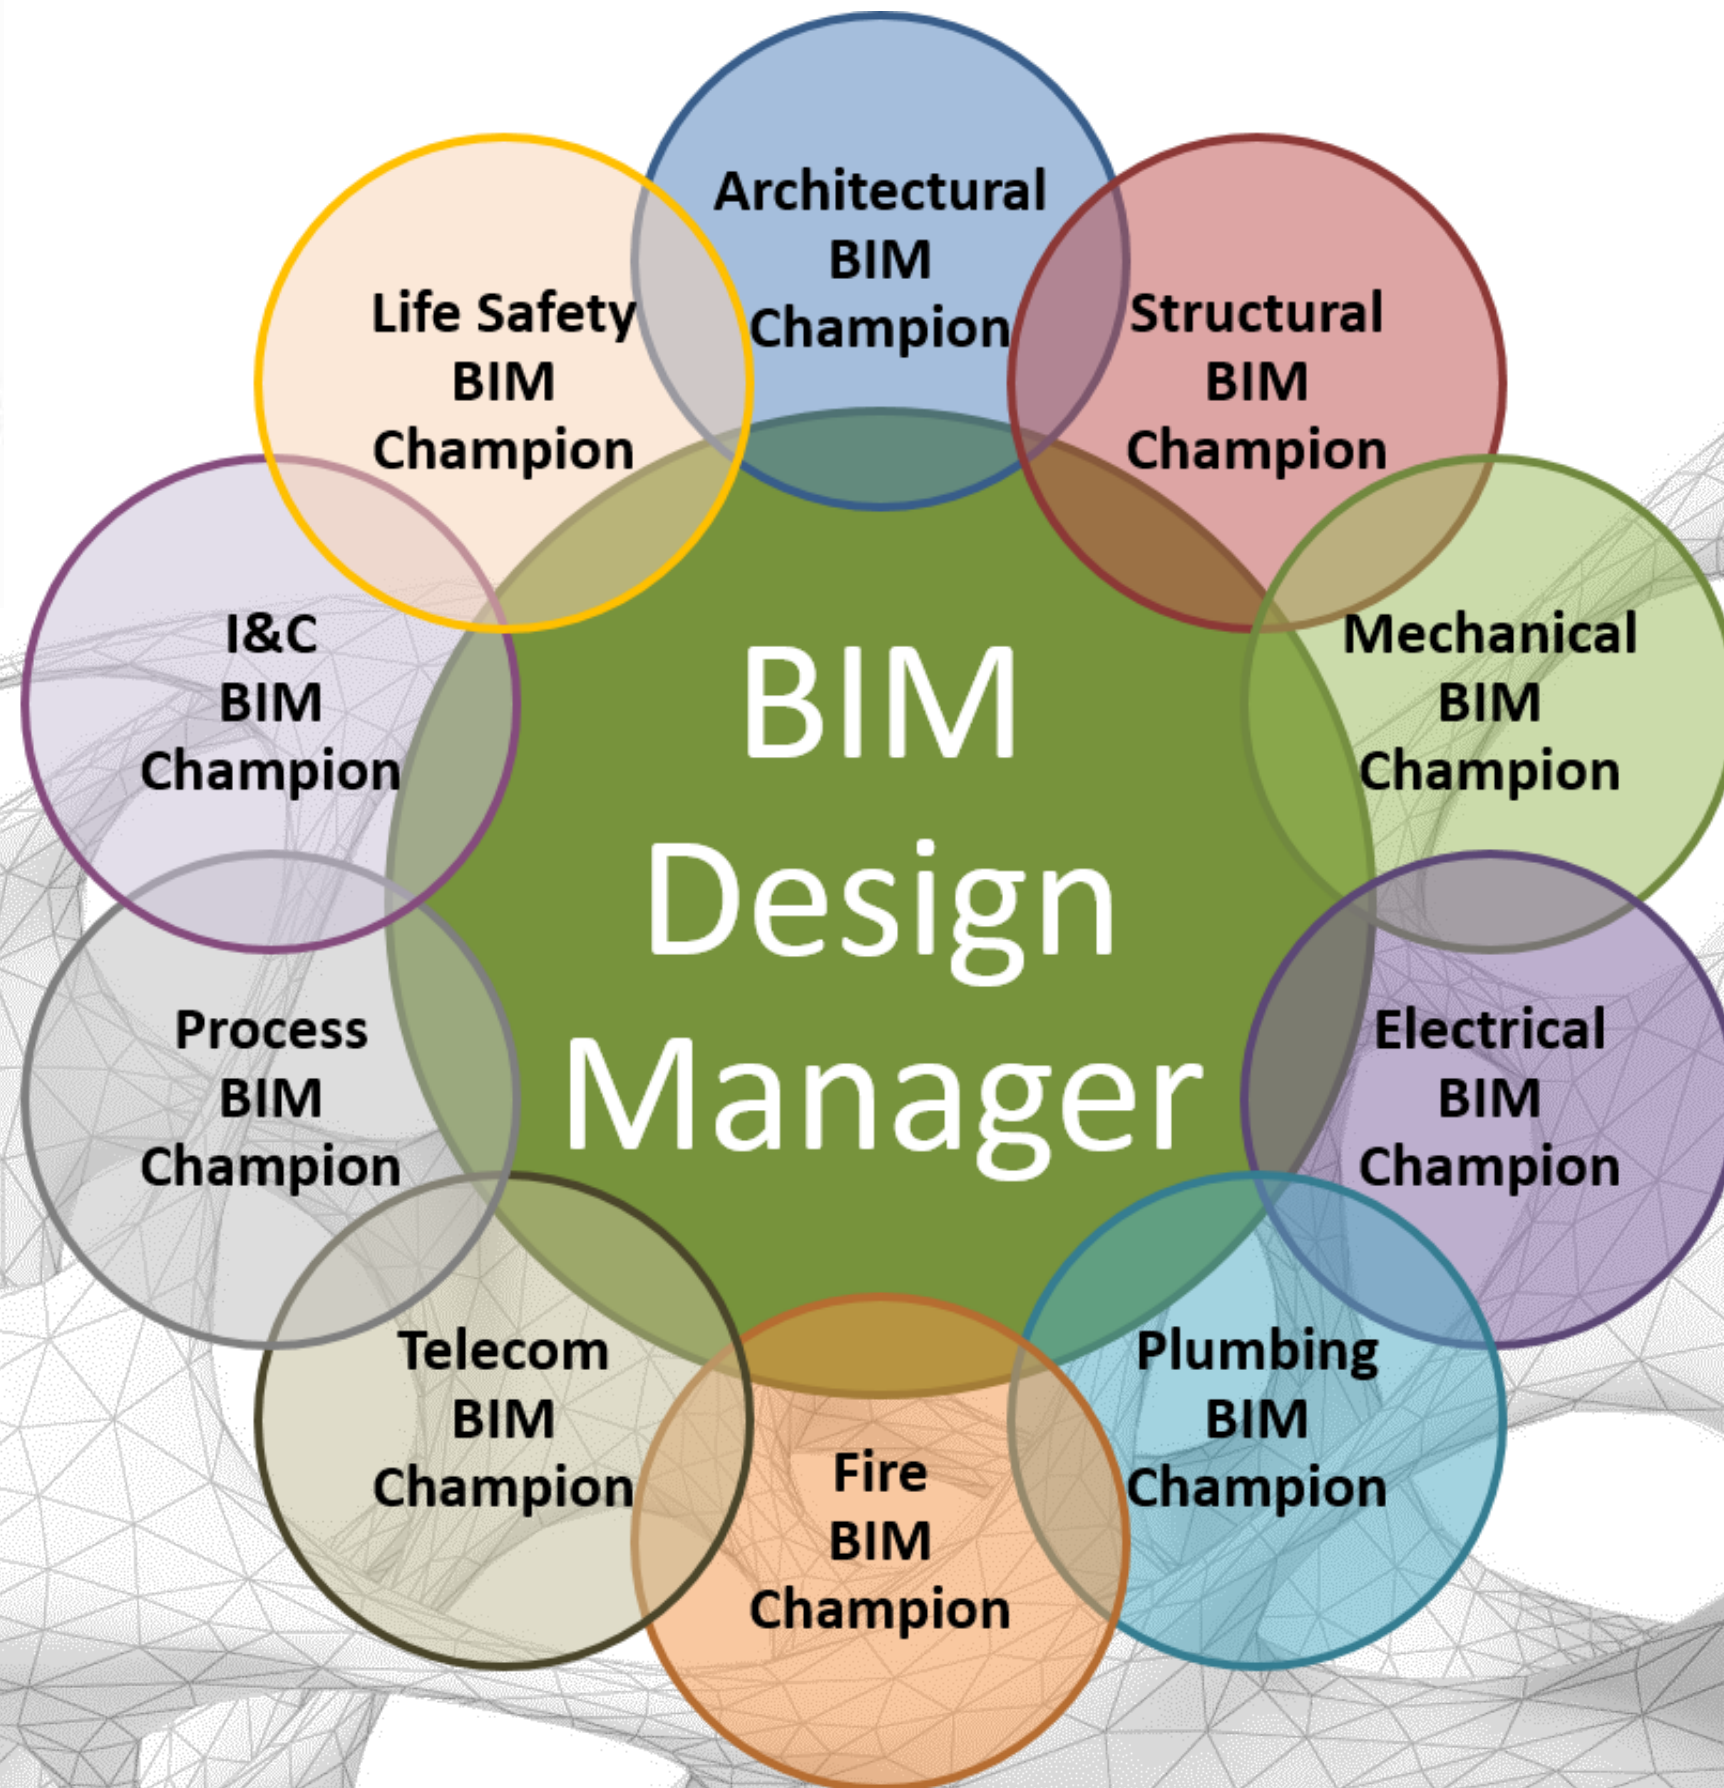 Architectural
BIM
Champion
Structural
BIM
Champion
Mechanical
BIM
Champion
Electrical
BIM
Champion
Plumbing
BIM
Champion
Fire
BIM
Champion
Telecom
BIM
Champion
Process
BIM
Champion
I&C
BIM
Champion
Life Safety
BIM
Champion
BIM
Design
Manager